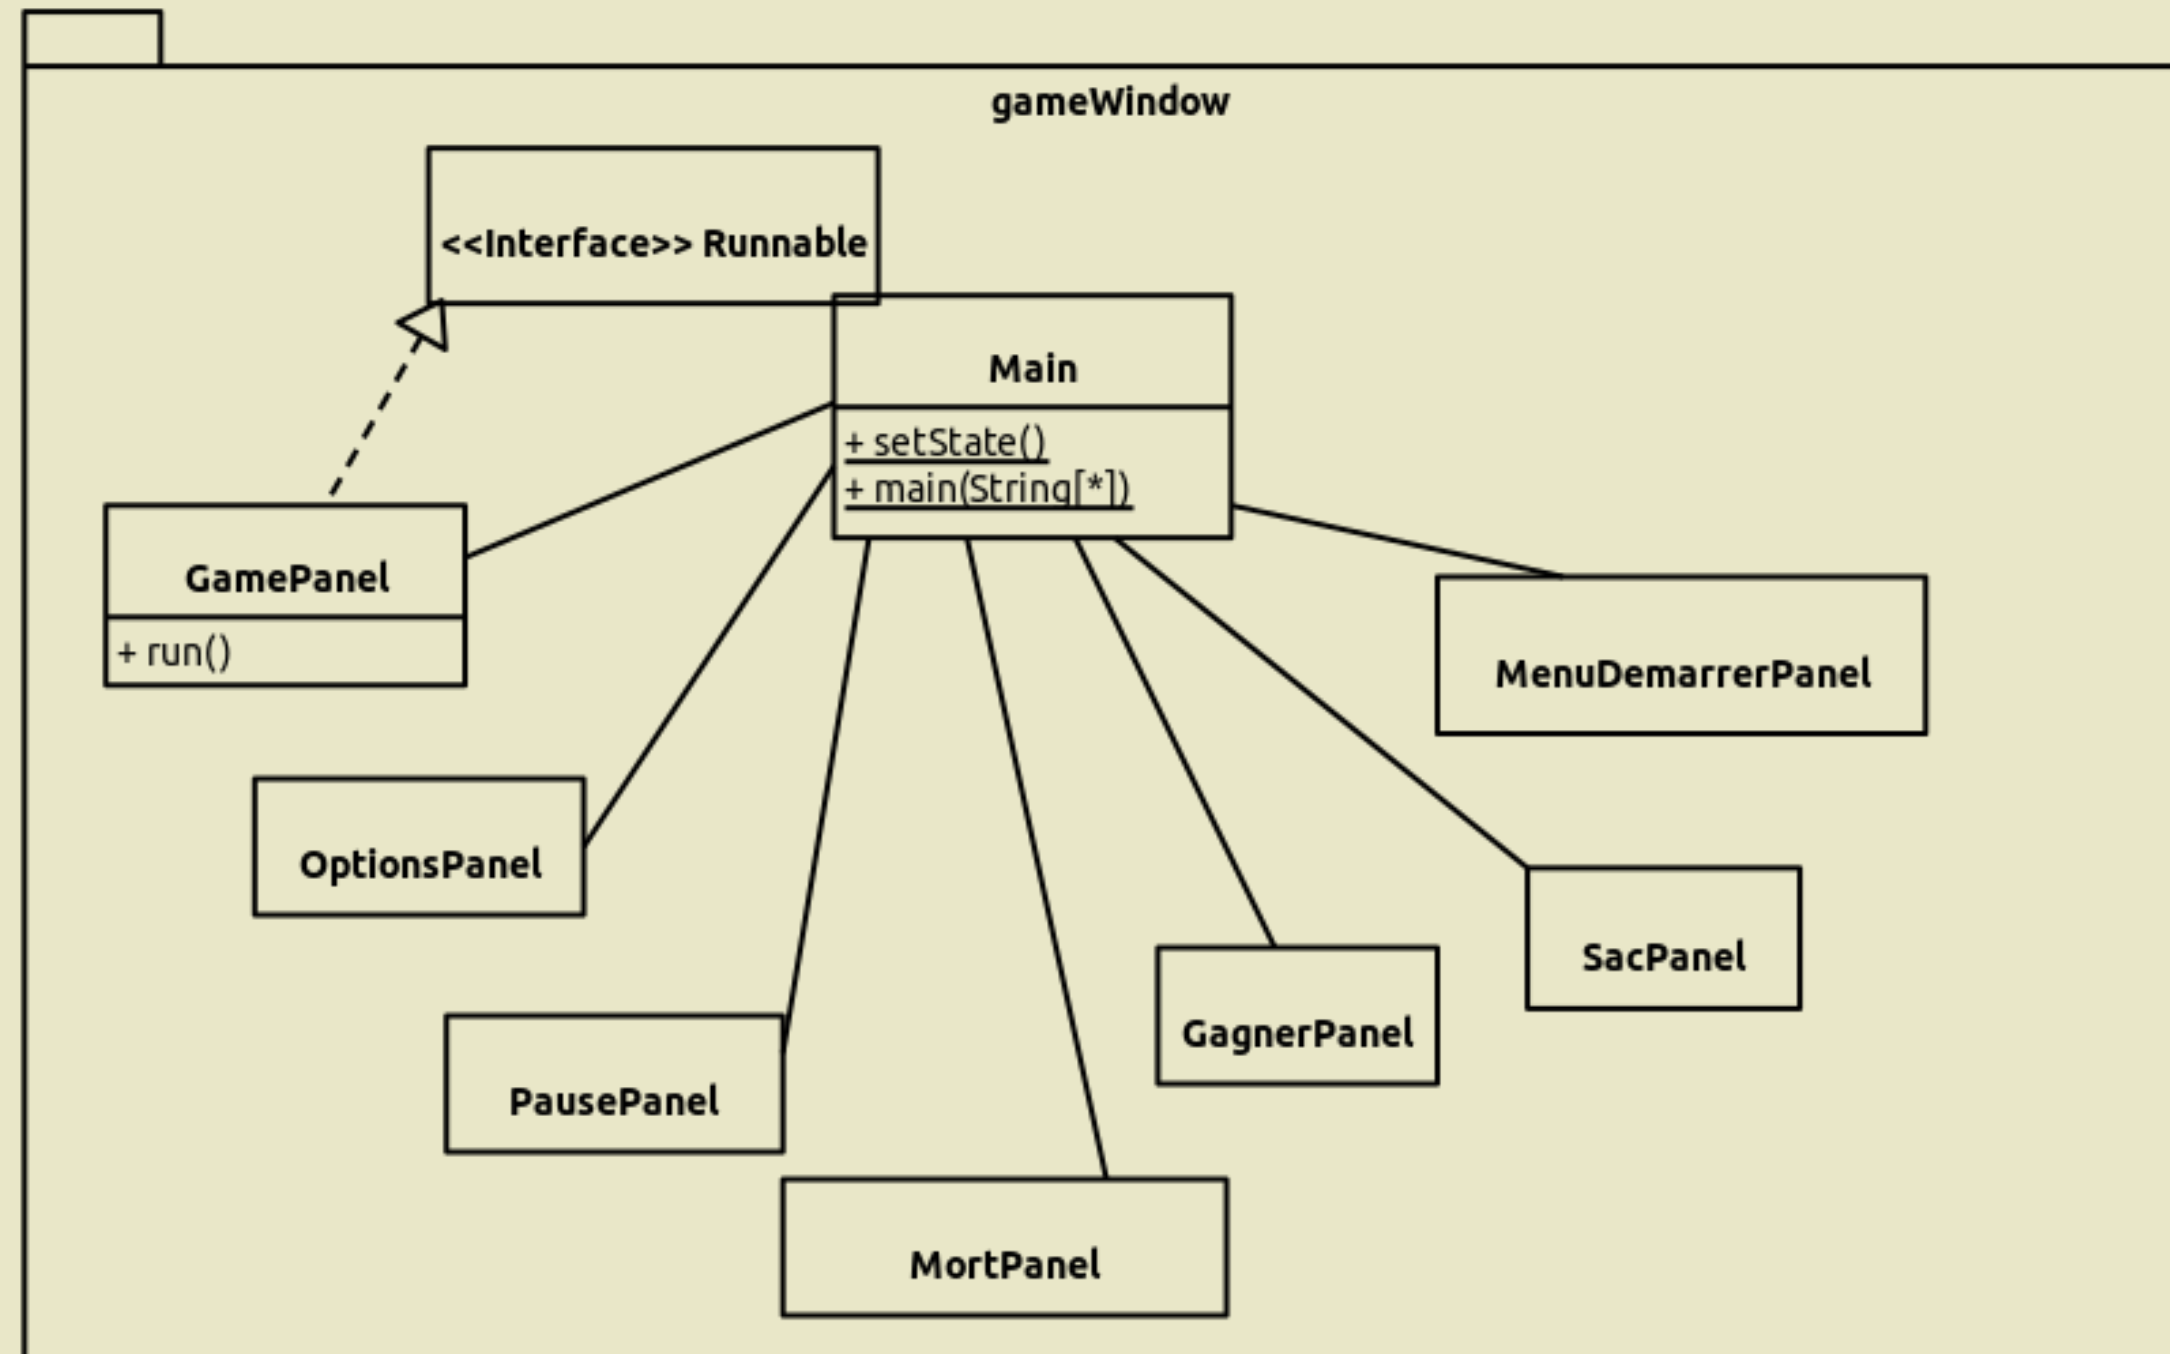 gameWindow
<<Interface>> Runnable
Main
+ setState()
+ main(String[*])
GamePanel
+ run()
MenuDemarrerPanel
OptionsPanel
SacPanel
GagnerPanel
PausePanel
MortPanel